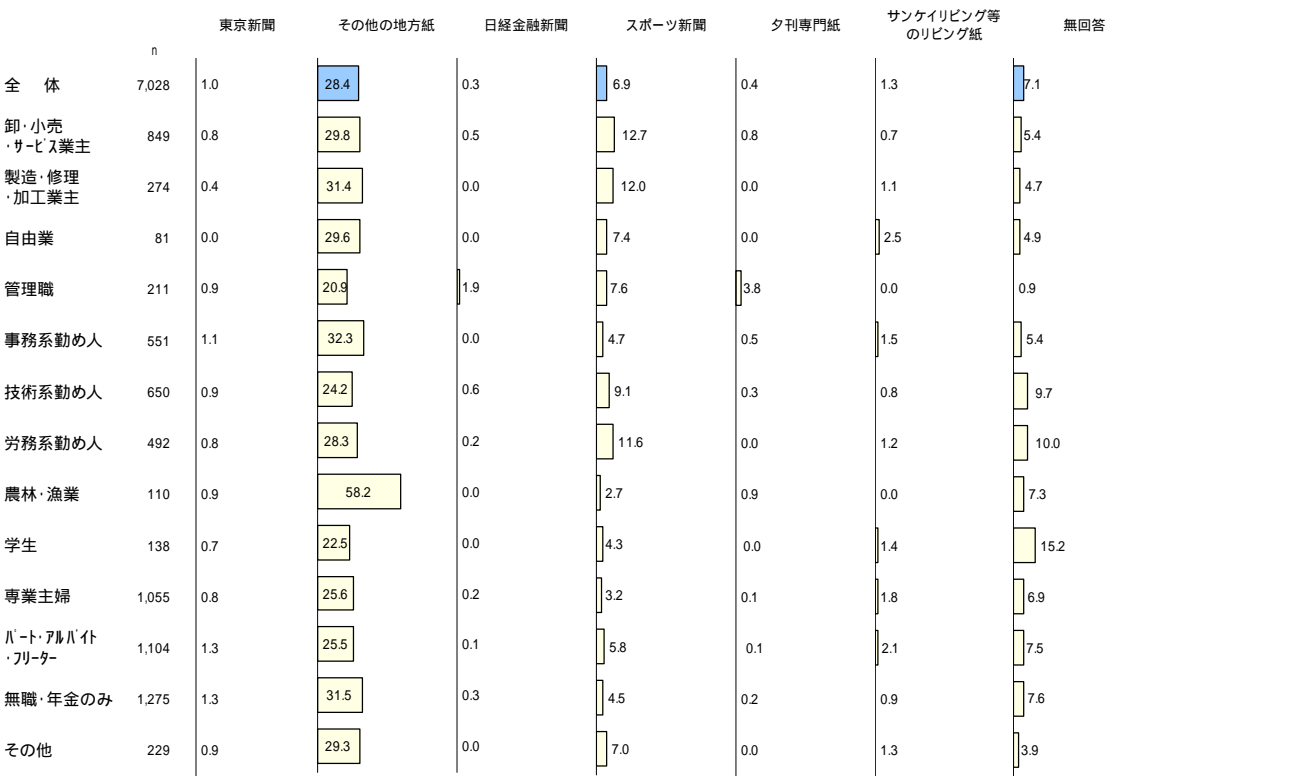 東京新聞 その他の地方紙 日経金融新聞 スポーツ新聞 夕刊専門紙 サンケイリビング等 無回答
のリビング紙
n
全 体 7,028 1.0 28.4 0.3 6.9 0.4 1.3 7.1
卸・小売
・サービス業主 849 0.8 29.8 0.5 12.7 0.8 0.7 5.4
製造・修理
・加工業主 274 0.4 31.4 0.0 12.0 0.0 1.1 4.7
自由業 81 0.0 29.6 0.0 7.4 0.0 2.5 4.9
管理職 211 0.9 20.9 1.9 7.6 3.8 0.0 0.9
事務系勤め人 551 1.1 32.3 0.0 4.7 0.5 1.5 5.4
技術系勤め人 650 0.9 24.2 0.6 9.1 0.3 0.8 9.7
労務系勤め人 492 0.8 28.3 0.2 11.6 0.0 1.2 10.0
農林・漁業 110 0.9 58.2 0.0 2.7 0.9 0.0 7.3
学生 138 0.7 22.5 0.0 4.3 0.0 1.4 15.2
専業主婦 1,055 0.8 25.6 0.2 3.2 0.1 1.8 6.9
パート・アルバイト
・フリーター 1,104 1.3 25.5 0.1 5.8 0.1 2.1 7.5
無職・年金のみ 1,275 1.3 31.5 0.3 4.5 0.2 0.9 7.6
その他 229 0.9 29.3 0.0 7.0 0.0 1.3 3.9